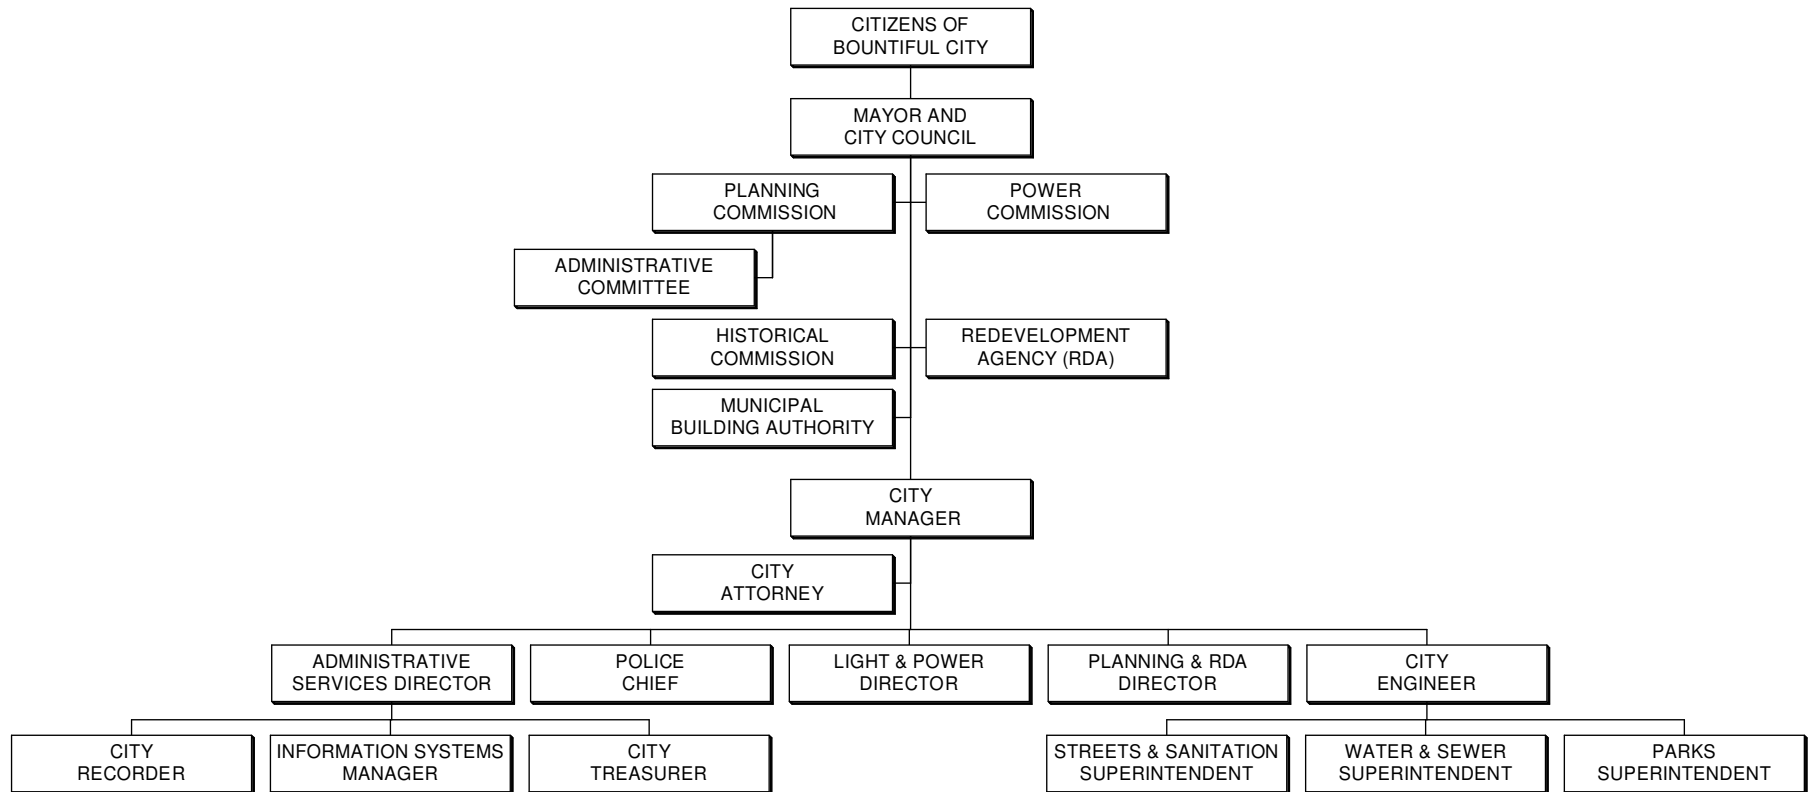 CITIZENS OF
BOUNTIFUL CITY
MAYOR AND
CITY COUNCIL
PLANNING
COMMISSION
POWER
COMMISSION
ADMINISTRATIVE
COMMITTEE
HISTORICAL
COMMISSION
REDEVELOPMENT
AGENCY (RDA)
MUNICIPAL
BUILDING AUTHORITY
CITY
MANAGER
CITY
ATTORNEY
ADMINISTRATIVE
SERVICES DIRECTOR
POLICE
CHIEF
LIGHT & POWER
DIRECTOR
PLANNING & RDA
DIRECTOR
CITY
ENGINEER
CITY
RECORDER
INFORMATION SYSTEMS
MANAGER
CITY
TREASURER
STREETS & SANITATION
SUPERINTENDENT
WATER & SEWER
SUPERINTENDENT
PARKS
SUPERINTENDENT